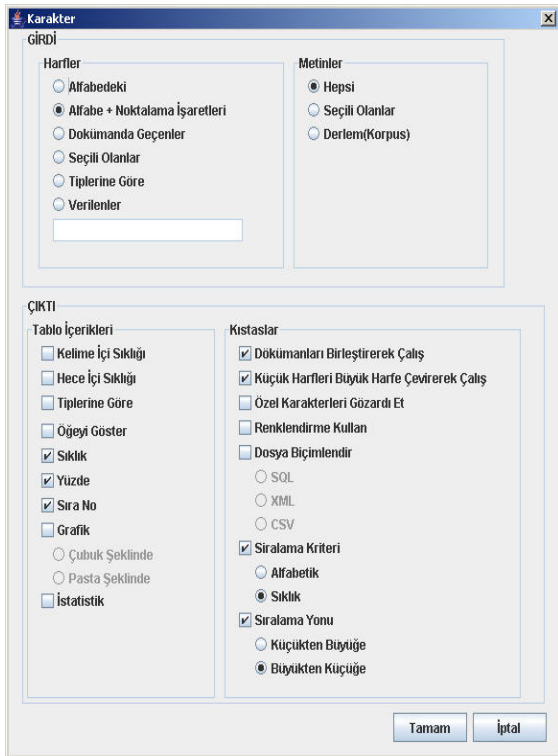 Karakter
GİRDİ
Harfler
Alfabedeki
Alfabe + Noktalama İşaretleri
Dokümanda Geçenler
Seçili Olanlar
Tiplerine Göre
Verilenler
Metinler
Hepsi
Seçili Olanlar
Derlem(Korpus)
ÇIKTI
Tablo İçerikleri
Kelime İçi Sıklığı
Hece İçi Sıklığı
Tiplerine Göre
Öğeyi Göster
Sıklık
Yüzde
Sıra No
Grafik
Çubuk Şeklinde
Pasta Şeklinde
İstatistik
Kıstaslar
Dökümanları Birleştirerek Çalış
Küçük Harfleri Büyük Harfe Çevirerek Çalış
Özel Karakterleri Gözardı Et
Renklendirme Kullan
Dosya Biçimlendir
SQL
XML
CSV
Siralama Kriteri
Alfabetik
Sıklık
Sıralama Yonu
Küçükten Büyüğe
Büyükten Küçüğe
Tamam
İptal